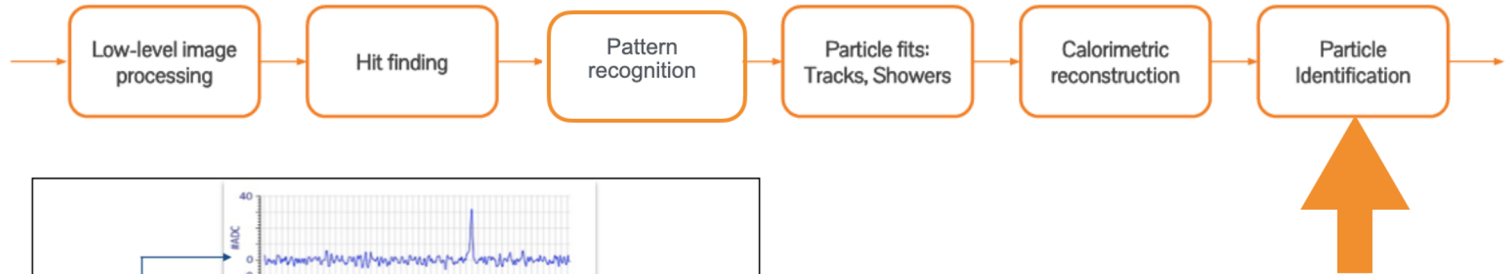 Low-level image
processing
Hit finding
Pattern
recognition
Particle fits:
Tracks, Showers
Calorimetric
reconstruction
Particle
Identification
40
#ADC
0